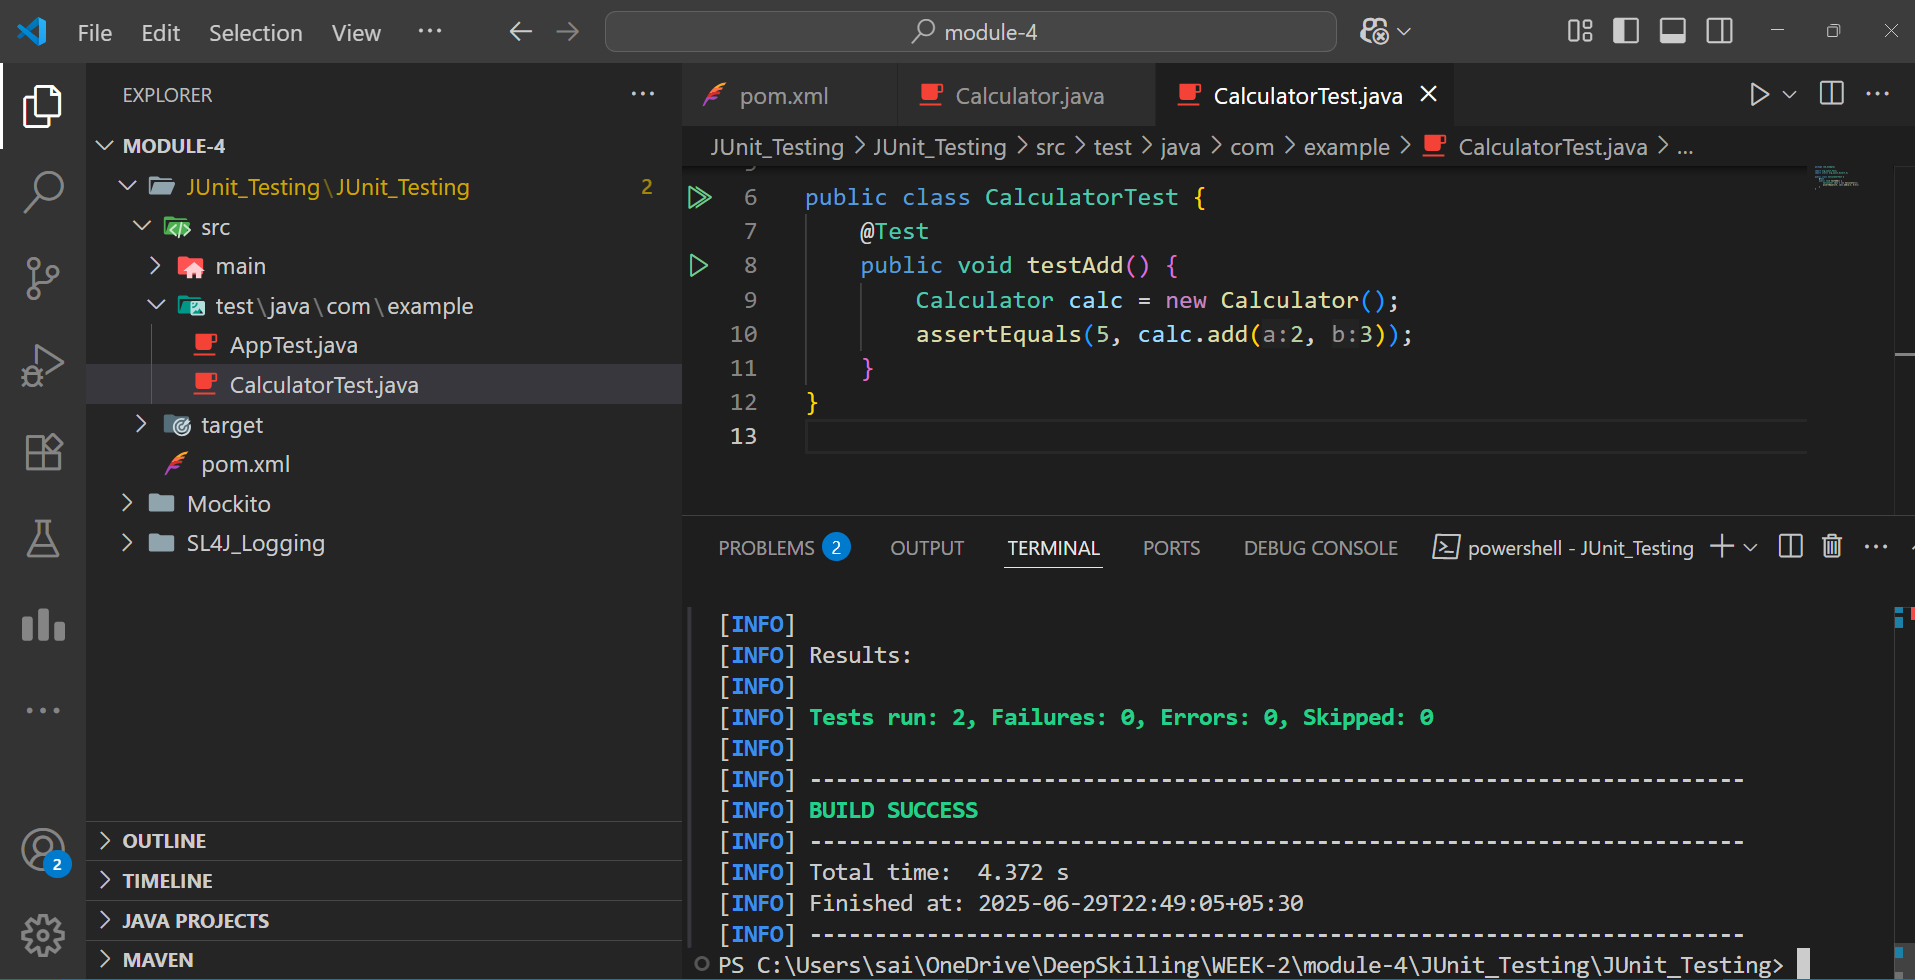 File Edit Selection View ... module-4
EXPLORER ...
MODULE-4
JUnit_Testing\JUnit_Testing 2
src
main
test\java\com\example
AppTest.java
CalculatorTest.java
target
pom.xml
Mockito
SL4J_Logging
OUTLINE
TIMELINE
JAVA PROJECTS
MAVEN
2
pom.xml Calculator.java CalculatorTest.java
JUnit_Testing > JUnit_Testing > src > test > java > com > example > CalculatorTest.java > ...
6 public class CalculatorTest {
7 @Test
8 public void testAdd() {
9 Calculator calc = new Calculator();
10 assertEquals(5, calc.add(a:2, b:3));
11 }
12 }
13
PROBLEMS 2 OUTPUT TERMINAL PORTS DEBUG CONSOLE powershell - JUnit_Testing
[INFO]
[INFO] Results:
[INFO]
[INFO] Tests run: 2, Failures: 0, Errors: 0, Skipped: 0
[INFO]
[INFO] ------------------------------------------------------------------------
[INFO] BUILD SUCCESS
[INFO] ------------------------------------------------------------------------
[INFO] Total time:  4.372 s
[INFO] Finished at: 2025-06-29T22:49:05+05:30
[INFO] ------------------------------------------------------------------------
PS C:\Users\sai\OneDrive\DeepSkilling\WEEK-2\module-4\JUnit_Testing\JUnit_Testing>